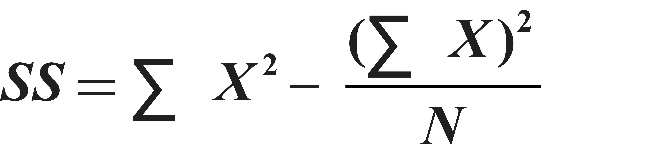 SS = ∑ X² − (∑ X)² / N